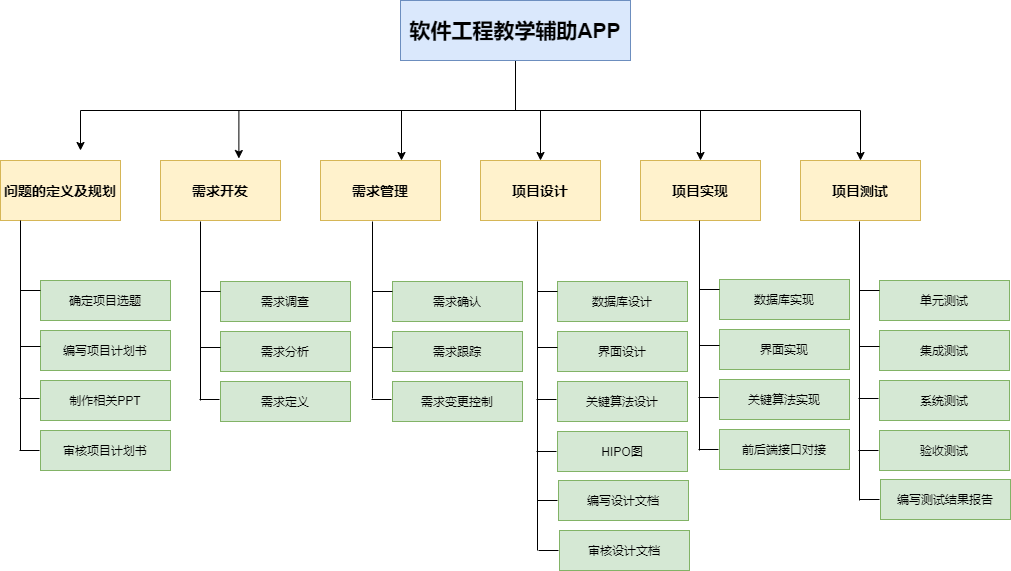 软件工程教学辅助APP
问题的定义及规划
需求开发
需求管理
项目设计
项目实现
项目测试
确定项目选题
编写项目计划书
制作相关PPT
审核项目计划书
需求调查
需求分析
需求定义
需求确认
需求跟踪
需求变更控制
数据库设计
界面设计
关键算法设计
HIPO图
编写设计文档
审核设计文档
数据库实现
界面实现
关键算法实现
前后端接口对接
单元测试
集成测试
系统测试
验收测试
编写测试结果报告